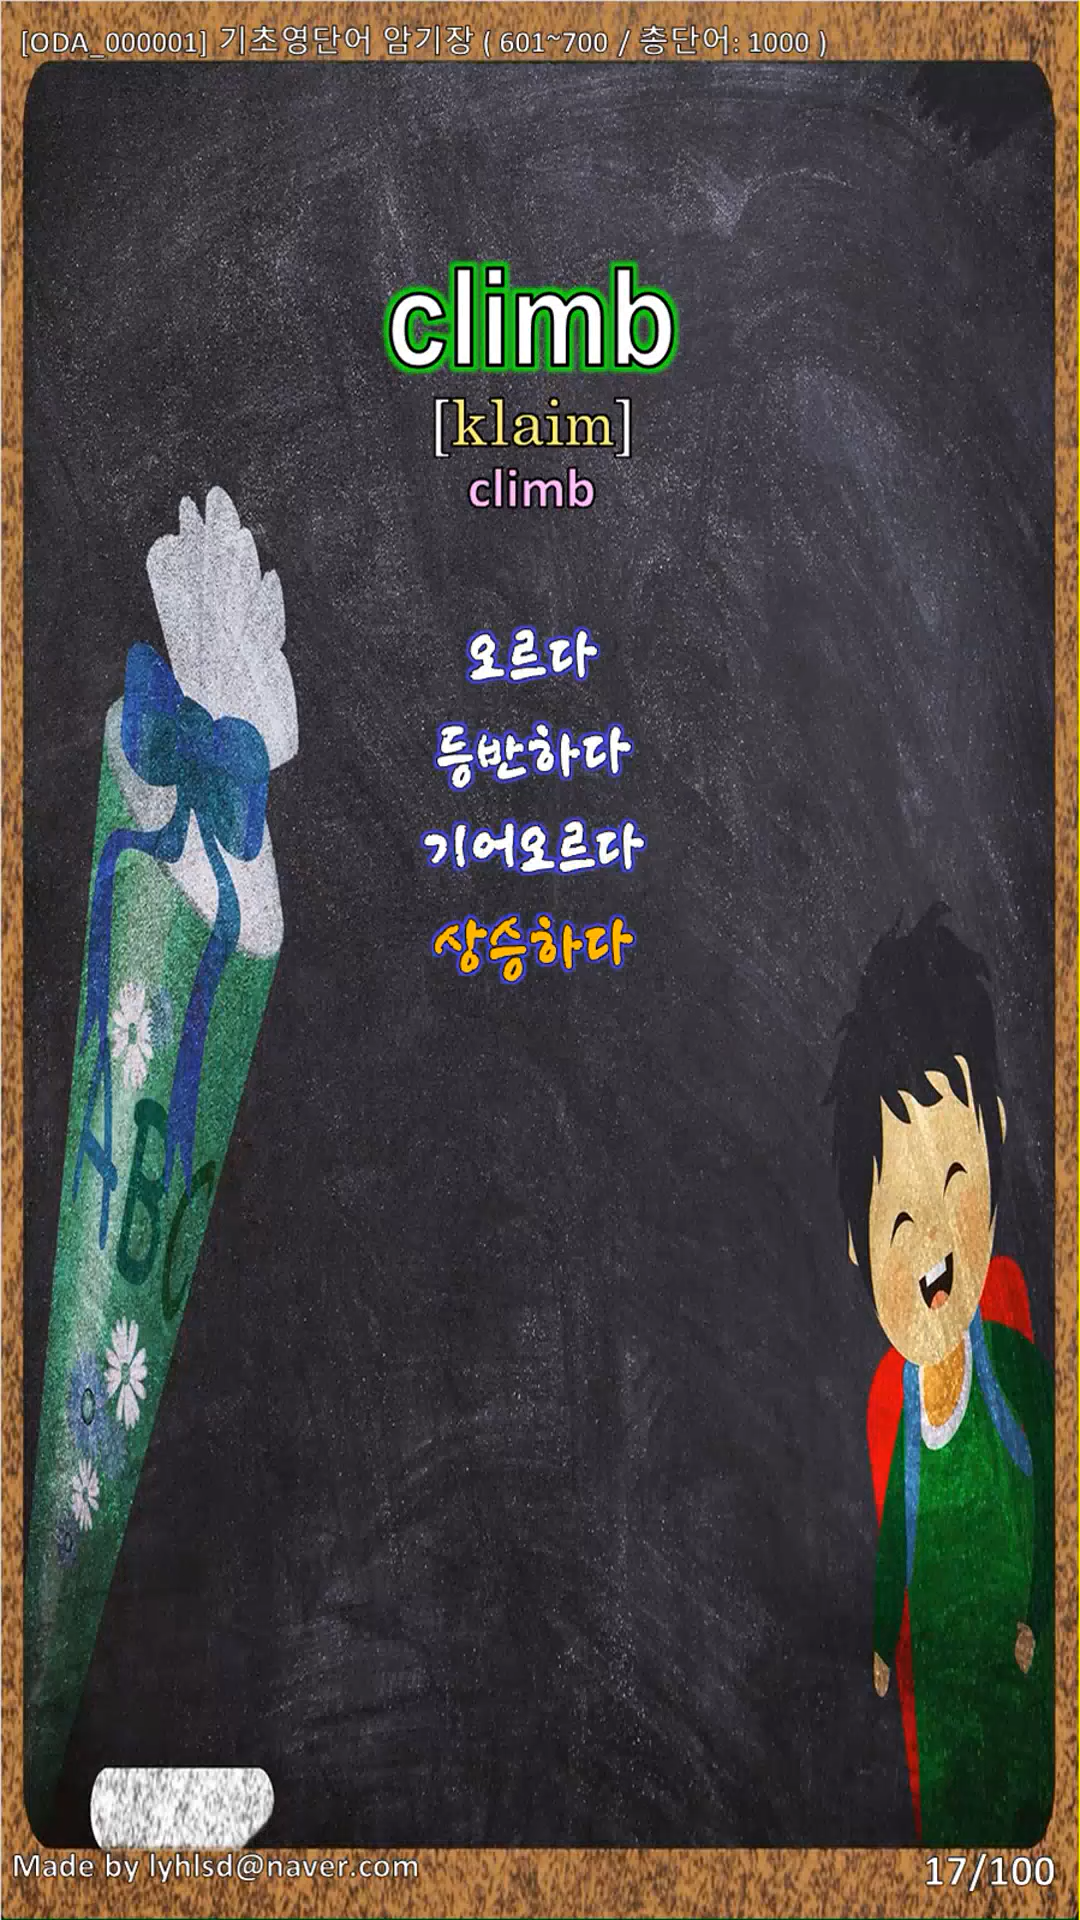 [ODA_000001] 기초영단어 암기장 ( 601~700 / 총단어: 1000 )
climb
[klaim]
climb
오르다
등반하다
기어오르다
상승하다
ABC
Made by lyhlsd@naver.com
17/100